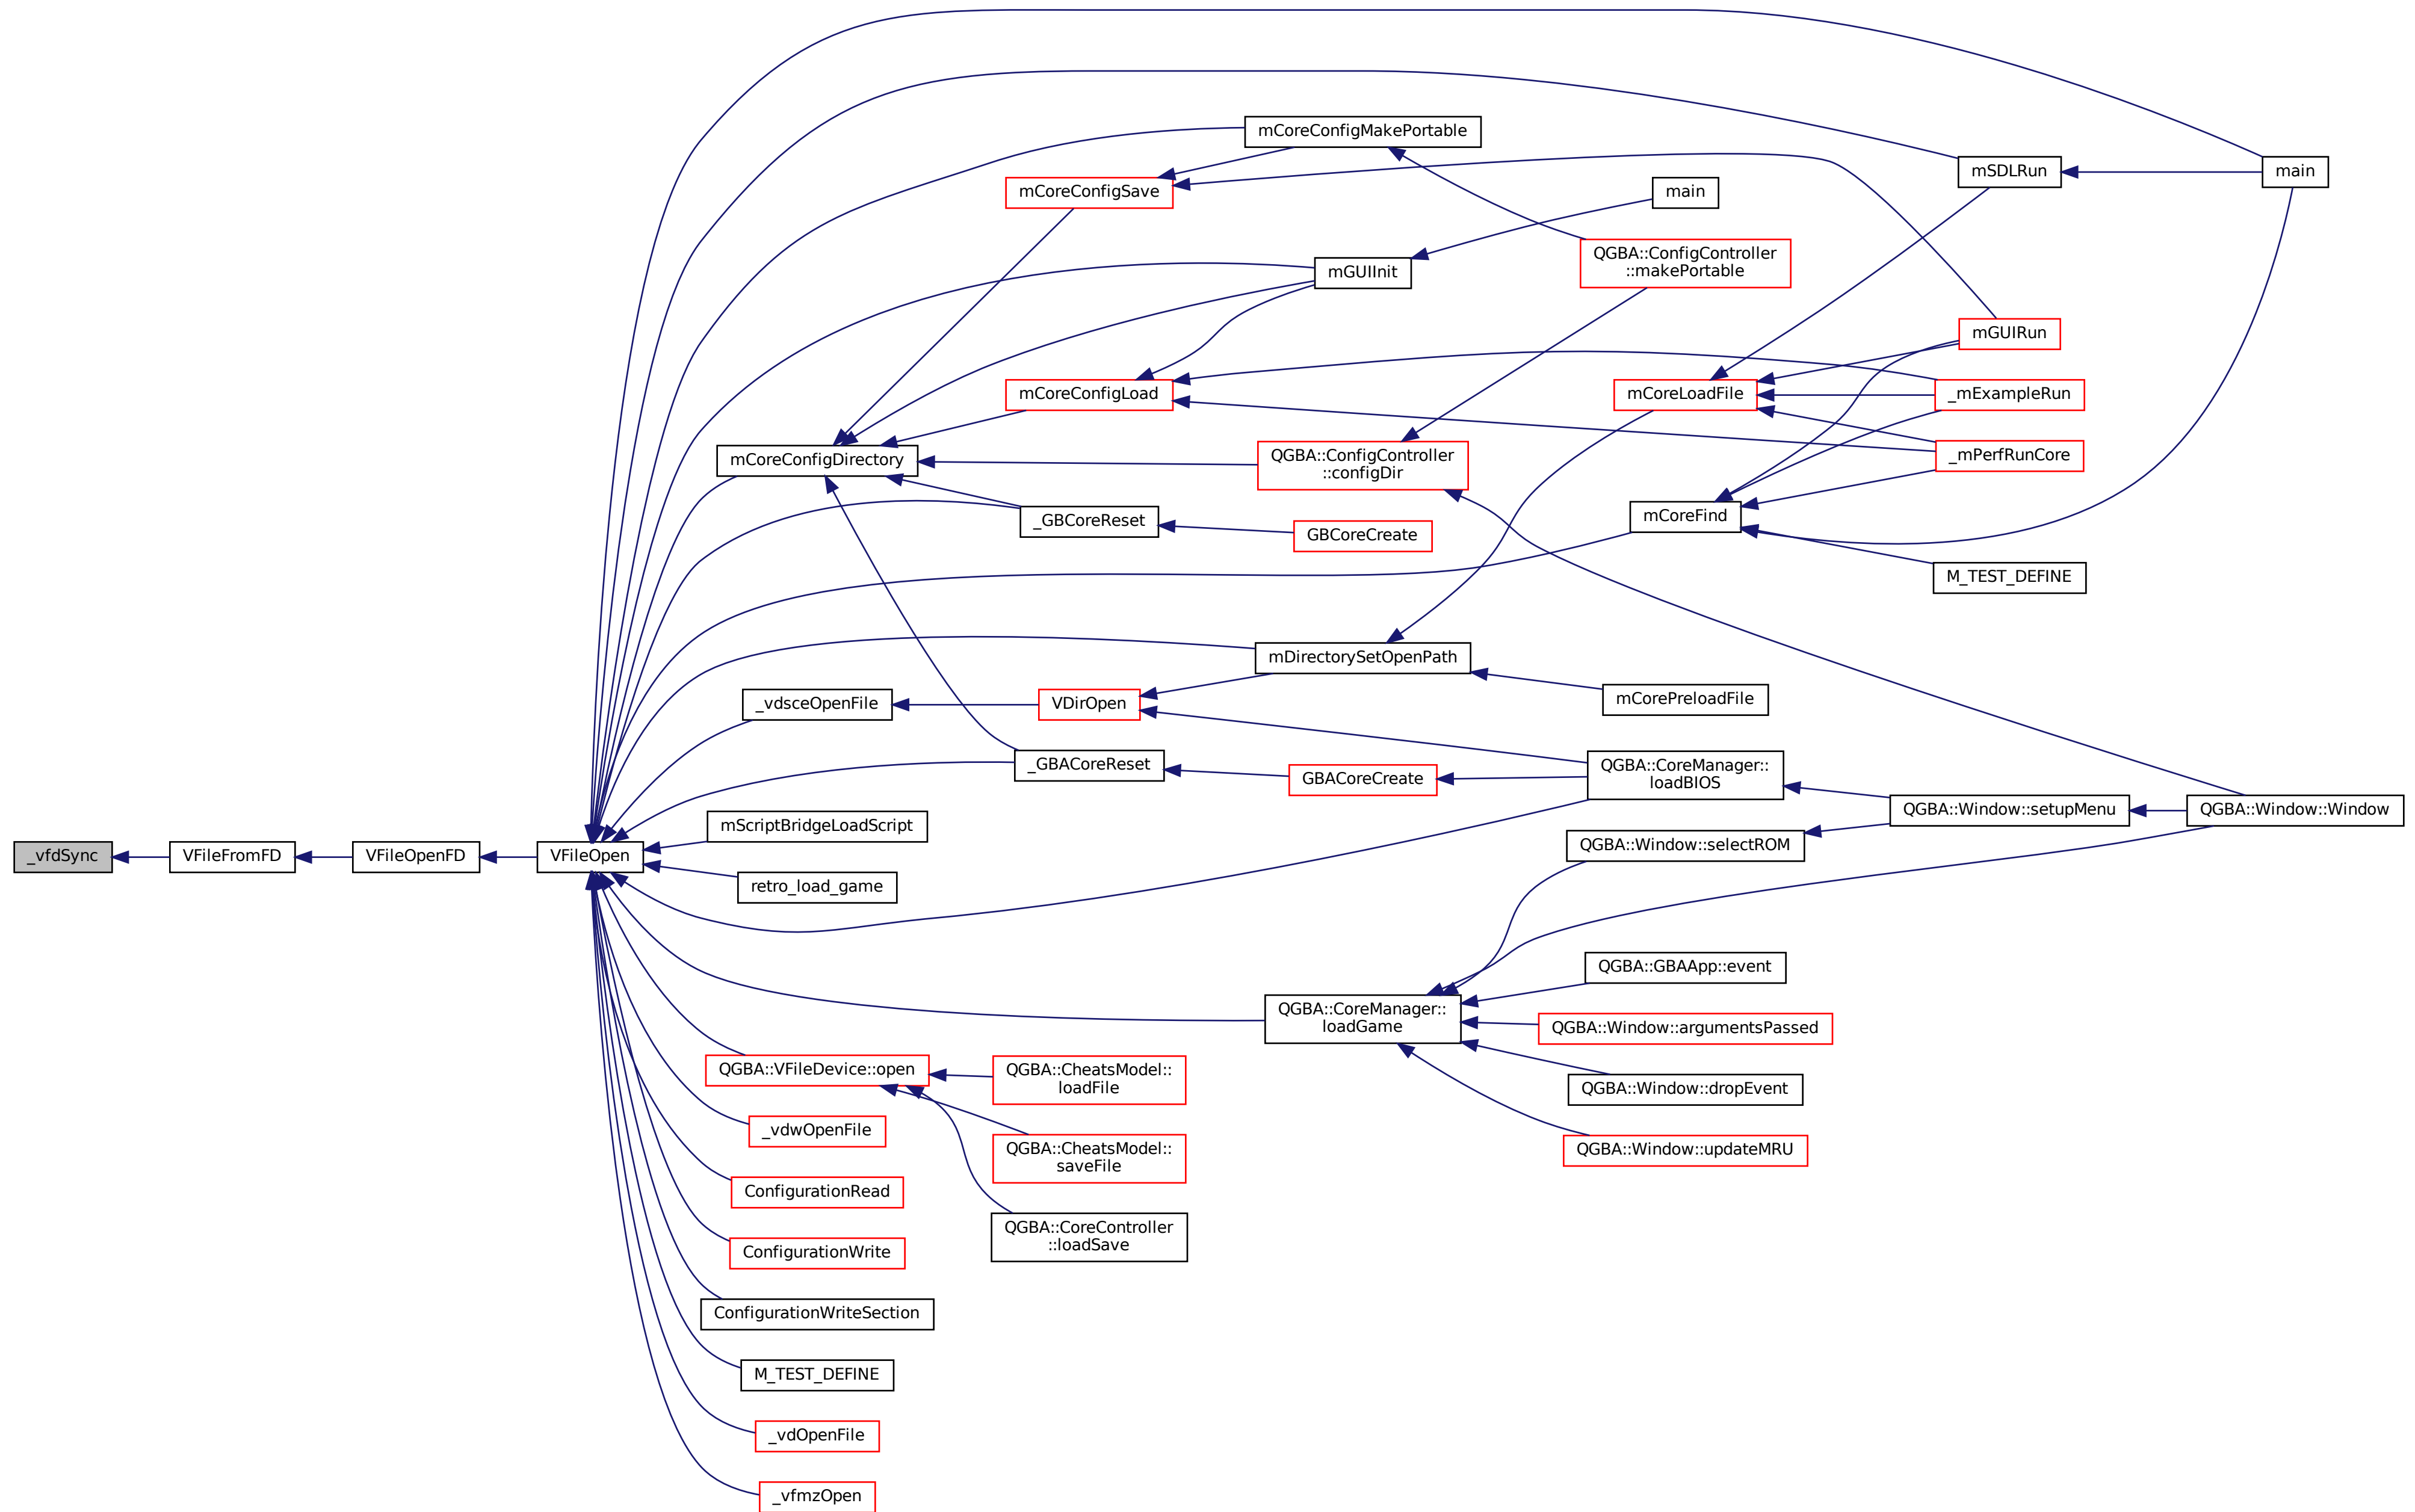 main
mCoreConfigMakePortable
mSDLRun
mCoreConfigSave
main
QGBA::ConfigController
::makePortable
mGUIInit
mGUIRun
mCoreConfigLoad
mCoreLoadFile
_mExampleRun
mCoreConfigDirectory
QGBA::ConfigController
::configDir
_mPerfRunCore
_GBCoreReset
GBCoreCreate
mCoreFind
M_TEST_DEFINE
mDirectorySetOpenPath
_vdsceOpenFile
VDirOpen
mCorePreloadFile
_GBACoreReset
GBACoreCreate
QGBA::CoreManager::
loadBIOS
QGBA::Window::setupMenu
QGBA::Window::Window
mScriptBridgeLoadScript
QGBA::Window::selectROM
_vfdSync
VFileFromFD
VFileOpenFD
VFileOpen
retro_load_game
QGBA::GBAApp::event
QGBA::CoreManager::
loadGame
QGBA::Window::argumentsPassed
QGBA::VFileDevice::open
QGBA::CheatsModel::
loadFile
QGBA::Window::dropEvent
_vdwOpenFile
QGBA::CheatsModel::
saveFile
QGBA::Window::updateMRU
ConfigurationRead
QGBA::CoreController
::loadSave
ConfigurationWrite
ConfigurationWriteSection
M_TEST_DEFINE
_vdOpenFile
_vfmzOpen